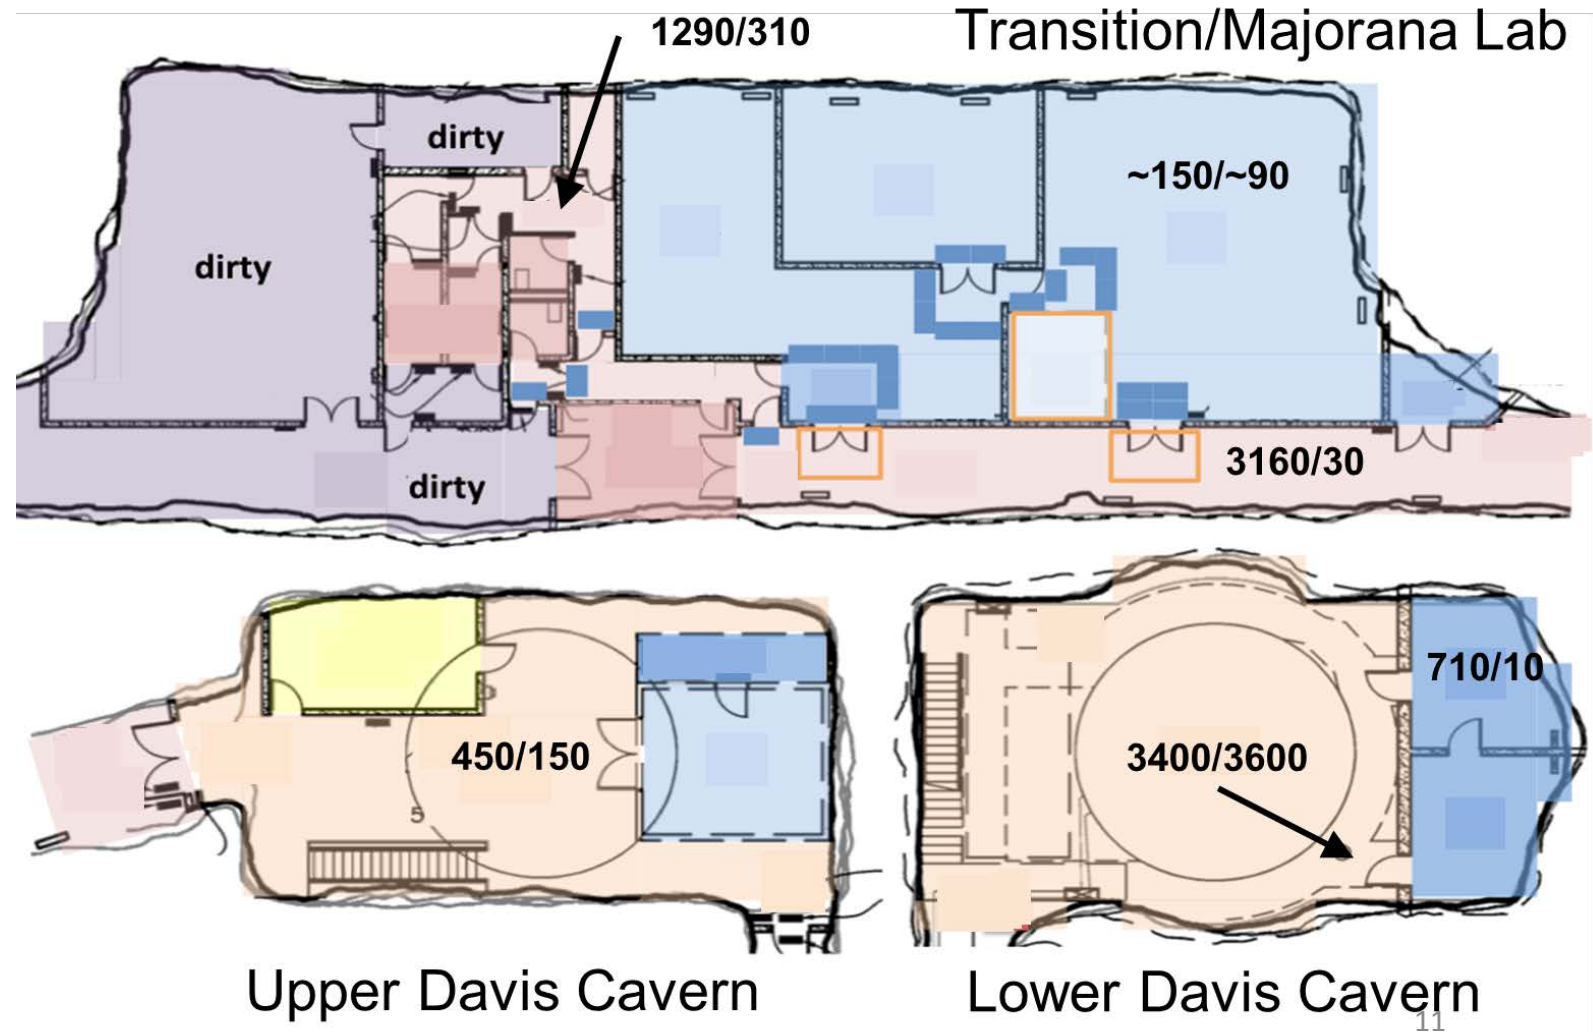 1290/310
Transition/Majorana Lab
dirty
~150/~90
dirty
3160/30
dirty
710/10
450/150
3400/3600
5
Upper Davis Cavern
Lower Davis Cavern
11